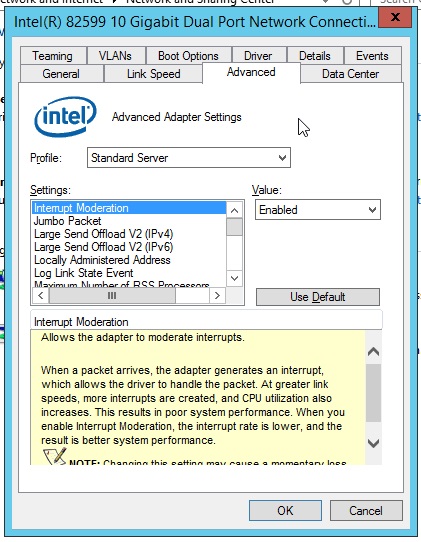 Network and Sharing Center
Intel(R) 82599 10 Gigabit Dual Port Network Connecti...
Teaming VLANs Boot Options Driver Details Events
General Link Speed Advanced Data Center
intel Advanced Adapter Settings
Profile: Standard Server
Settings: Value:
Interrupt Moderation Enabled
Jumbo Packet
Large Send Offload V2 (IPv4)
Large Send Offload V2 (IPv6)
Locally Administered Address
Log Link State Event
Maximum Number of RSS Processors
Use Default
Interrupt Moderation
Allows the adapter to moderate interrupts.
When a packet arrives, the adapter generates an interrupt,
which allows the driver to handle the packet. At greater link
speeds, more interrupts are created, and CPU utilization also
increases. This results in poor system performance. When you
enable Interrupt Moderation, the interrupt rate is lower, and the
result is better system performance.
NOTE: Changing this setting may cause a momentary loss
OK Cancel